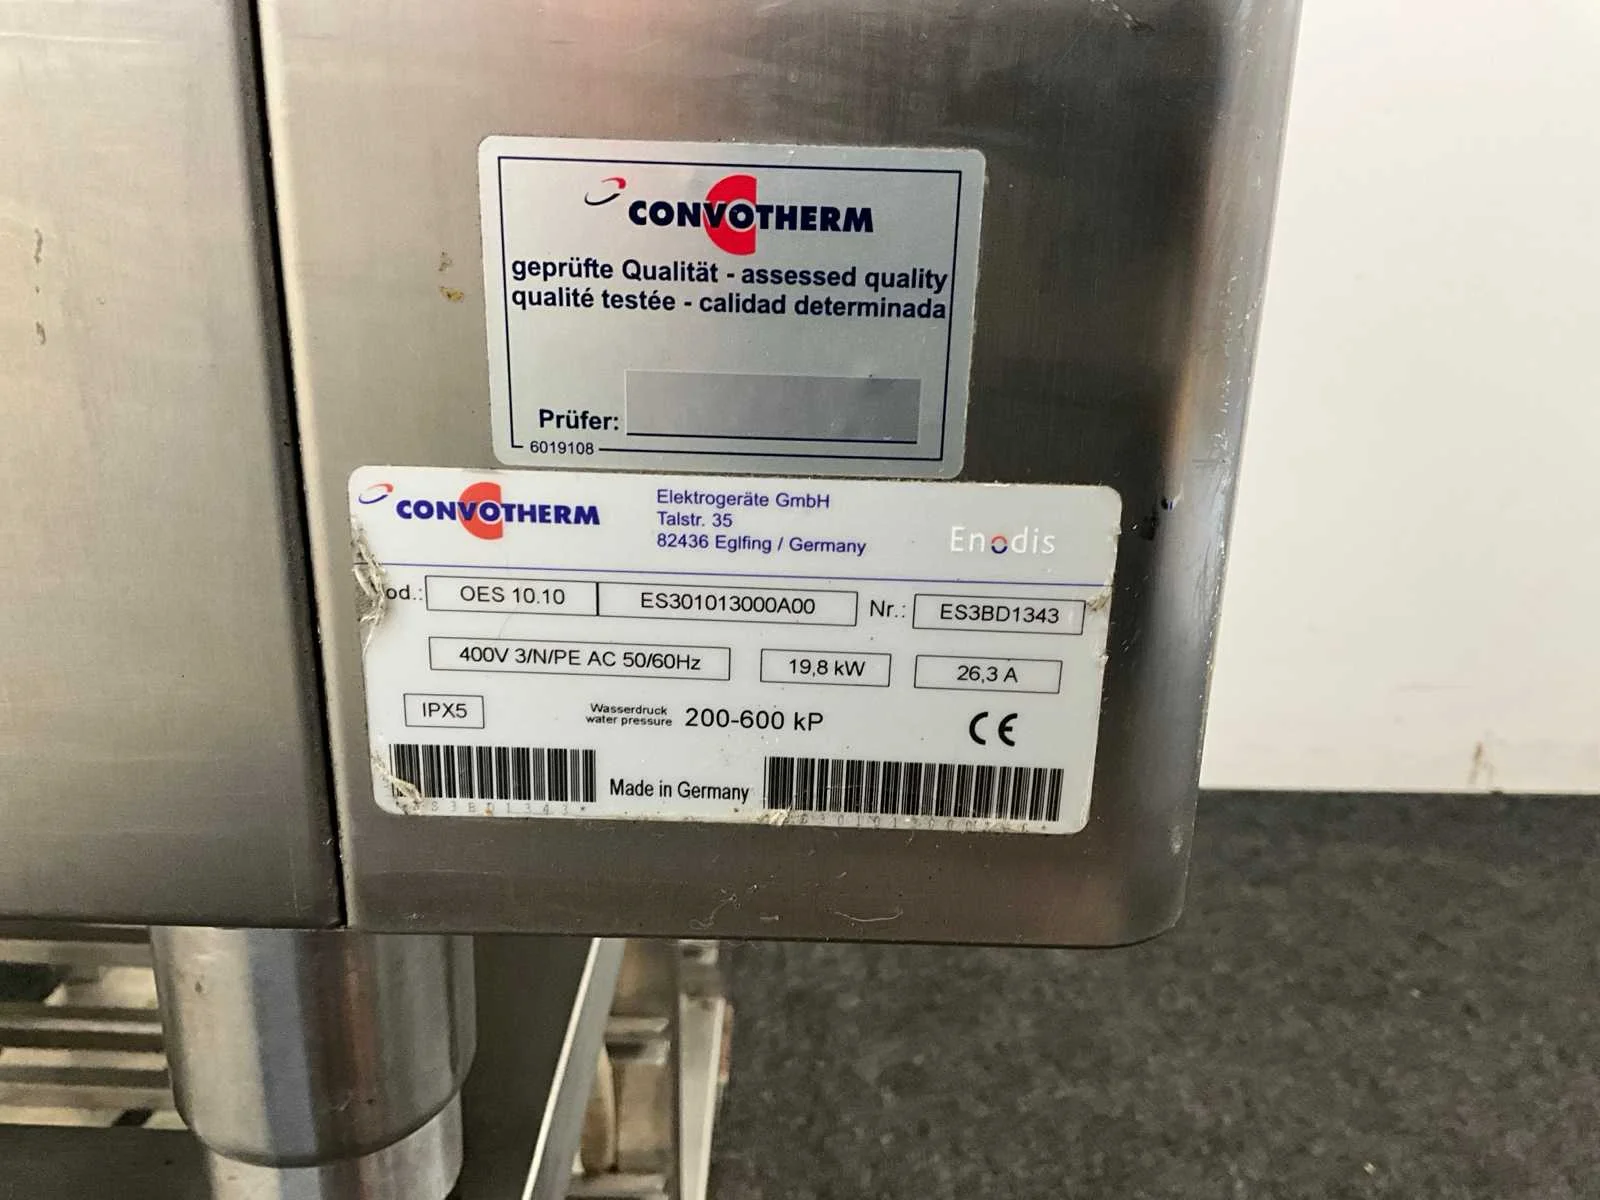 CONVOTHERM
geprüfte Qualität - assessed quality
qualité testée - calidad determinada
Prüfer:
6019108
CONVOTHERM
Elektrogeräte GmbH
Talstr. 35
82436 Eglfing / Germany
Enodis
od.: OES 10.10 ES301013000A00 Nr.: ES3BD1343
400V 3/N/PE AC 50/60Hz 19,8 kW 26,3 A
IPX5 Wasserdruck
water pressure 200-600 kP CE
Made in Germany
S3BD1343*